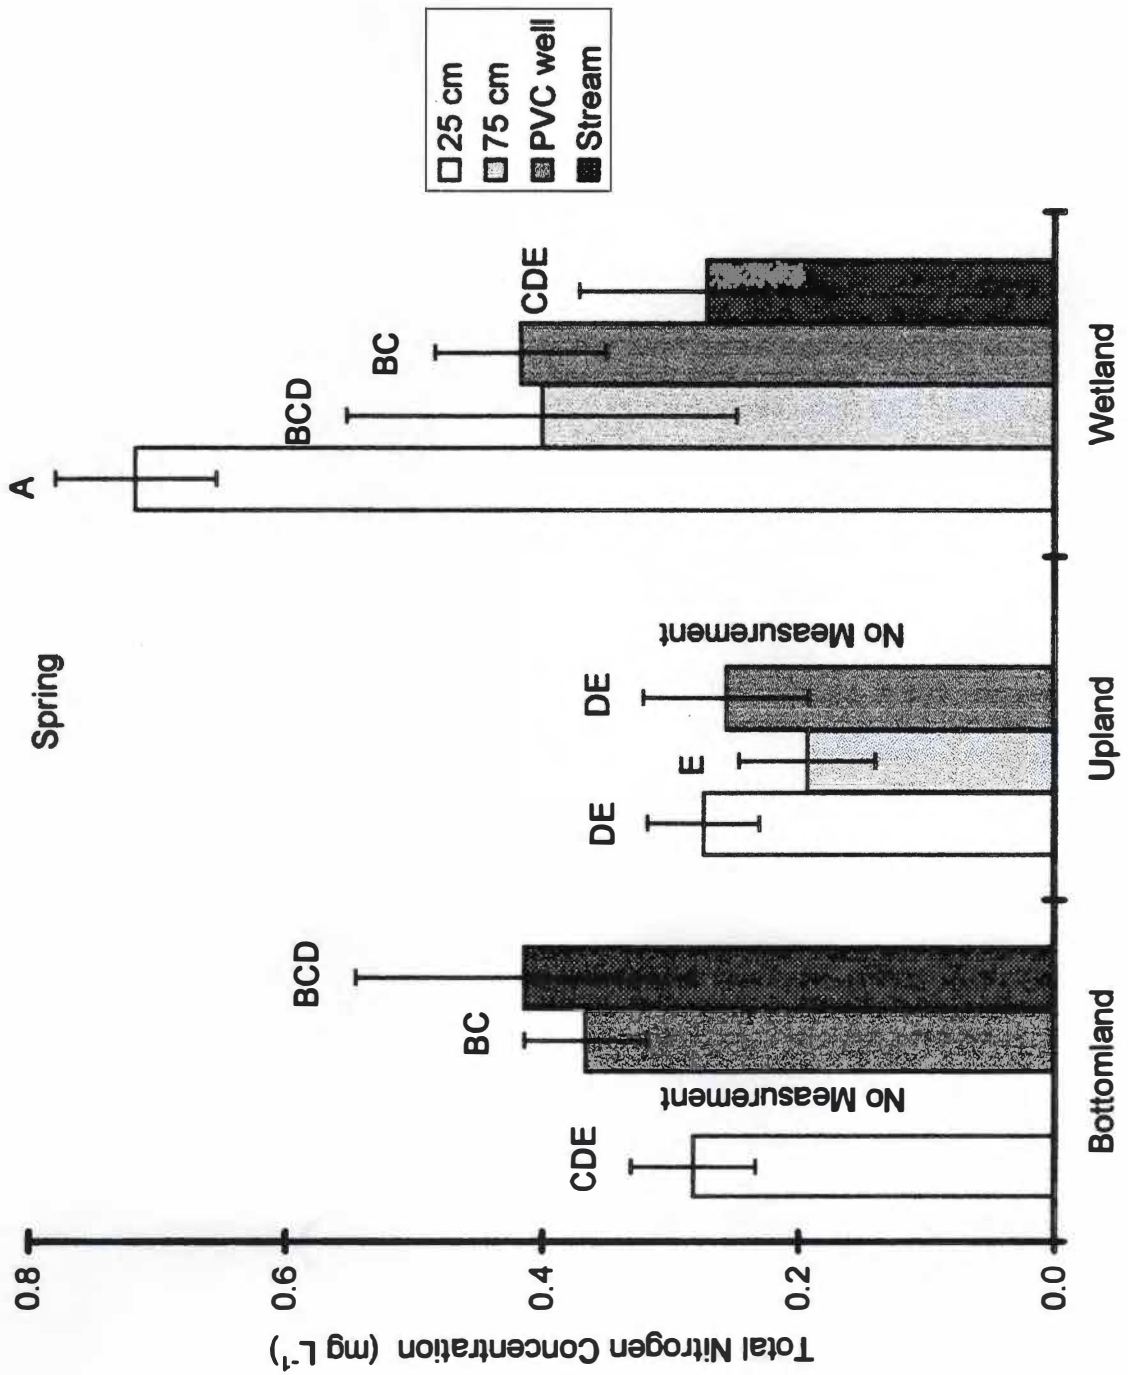 Spring
Total Nitrogen Concentration (mg L⁻¹)
0.8
0.6
0.4
0.2
0.0
CDE
No Measurement
BC
BCD
DE
E
DE
No Measurement
A
BCD
BC
CDE
Bottomland
Upland
Wetland
25 cm
75 cm
PVC well
Stream